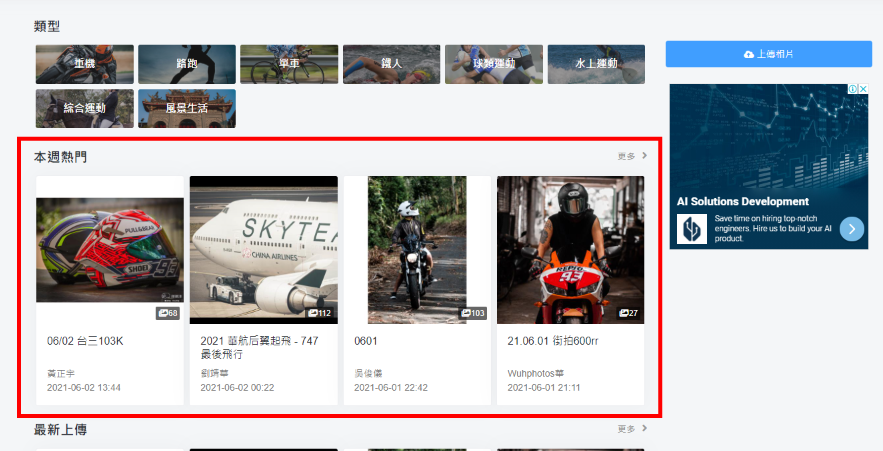 類型
重機
路跑
單車
鐵人
球類運動
水上運動
綜合運動
風景生活
上傳相片
本週熱門
更多
PULL&BEAR
SHOEI 93
68
SKYTEA
CHINA AIRLINES
112
103
REPSOL
93
27
06/02 台三103K
黃正宇
2021-06-02 13:44
2021 華航后翼起飛 - 747
最後飛行
2021-06-02 00:22
0601
吳俊儀
2021-06-01 22:42
21.06.01 街拍600rr
Wuhphotos華
2021-06-01 21:11
AI Solutions Development
Save time on hiring top-notch
engineers. Hire us to build your AI
product.
最新上傳
更多